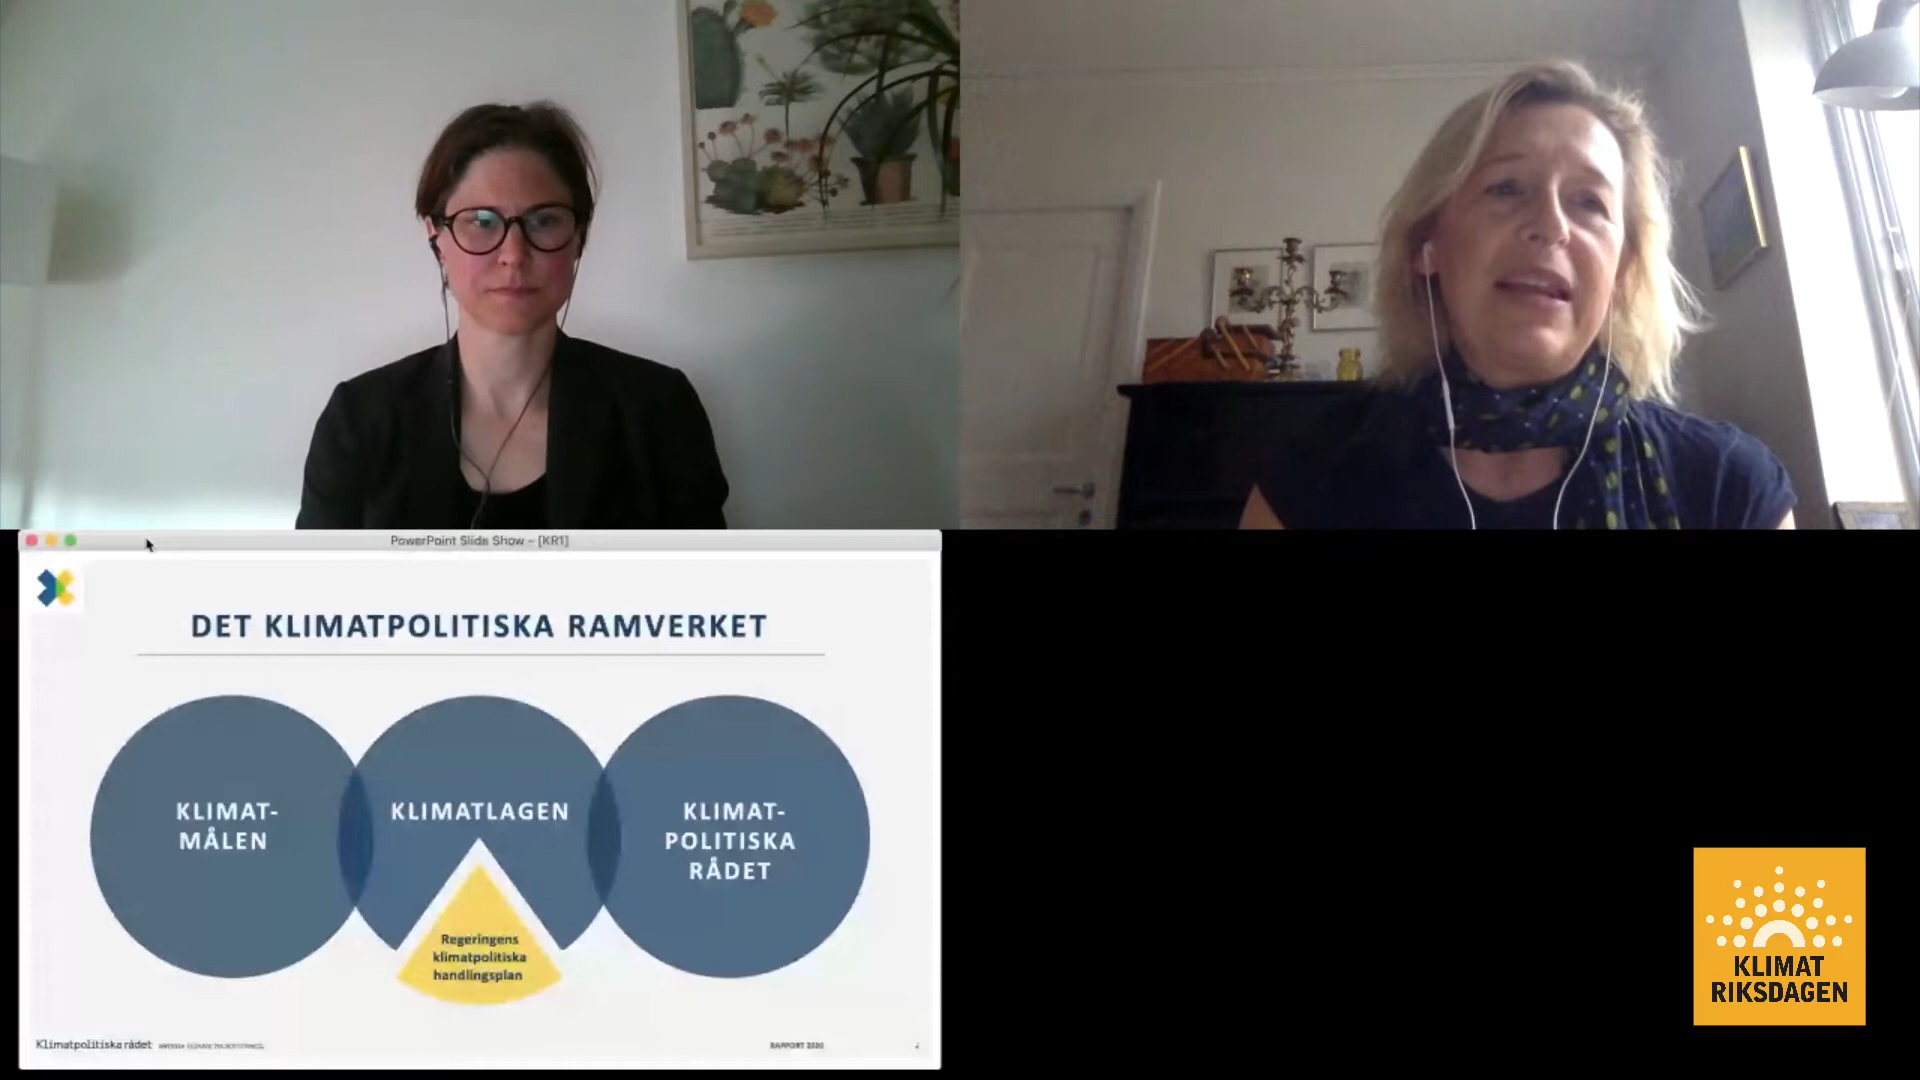 PowerPoint Slide Show - [KR1]
DET KLIMATPOLITISKA RAMVERKET
KLIMAT-
MÅLEN
KLIMATLAGEN
KLIMAT-
POLITISKA
RÅDET
Regeringens
klimatpolitiska
handlingsplan
Klimatpolitiska rådet
RAPPORT 2020
KLIMAT
RIKSDAGEN